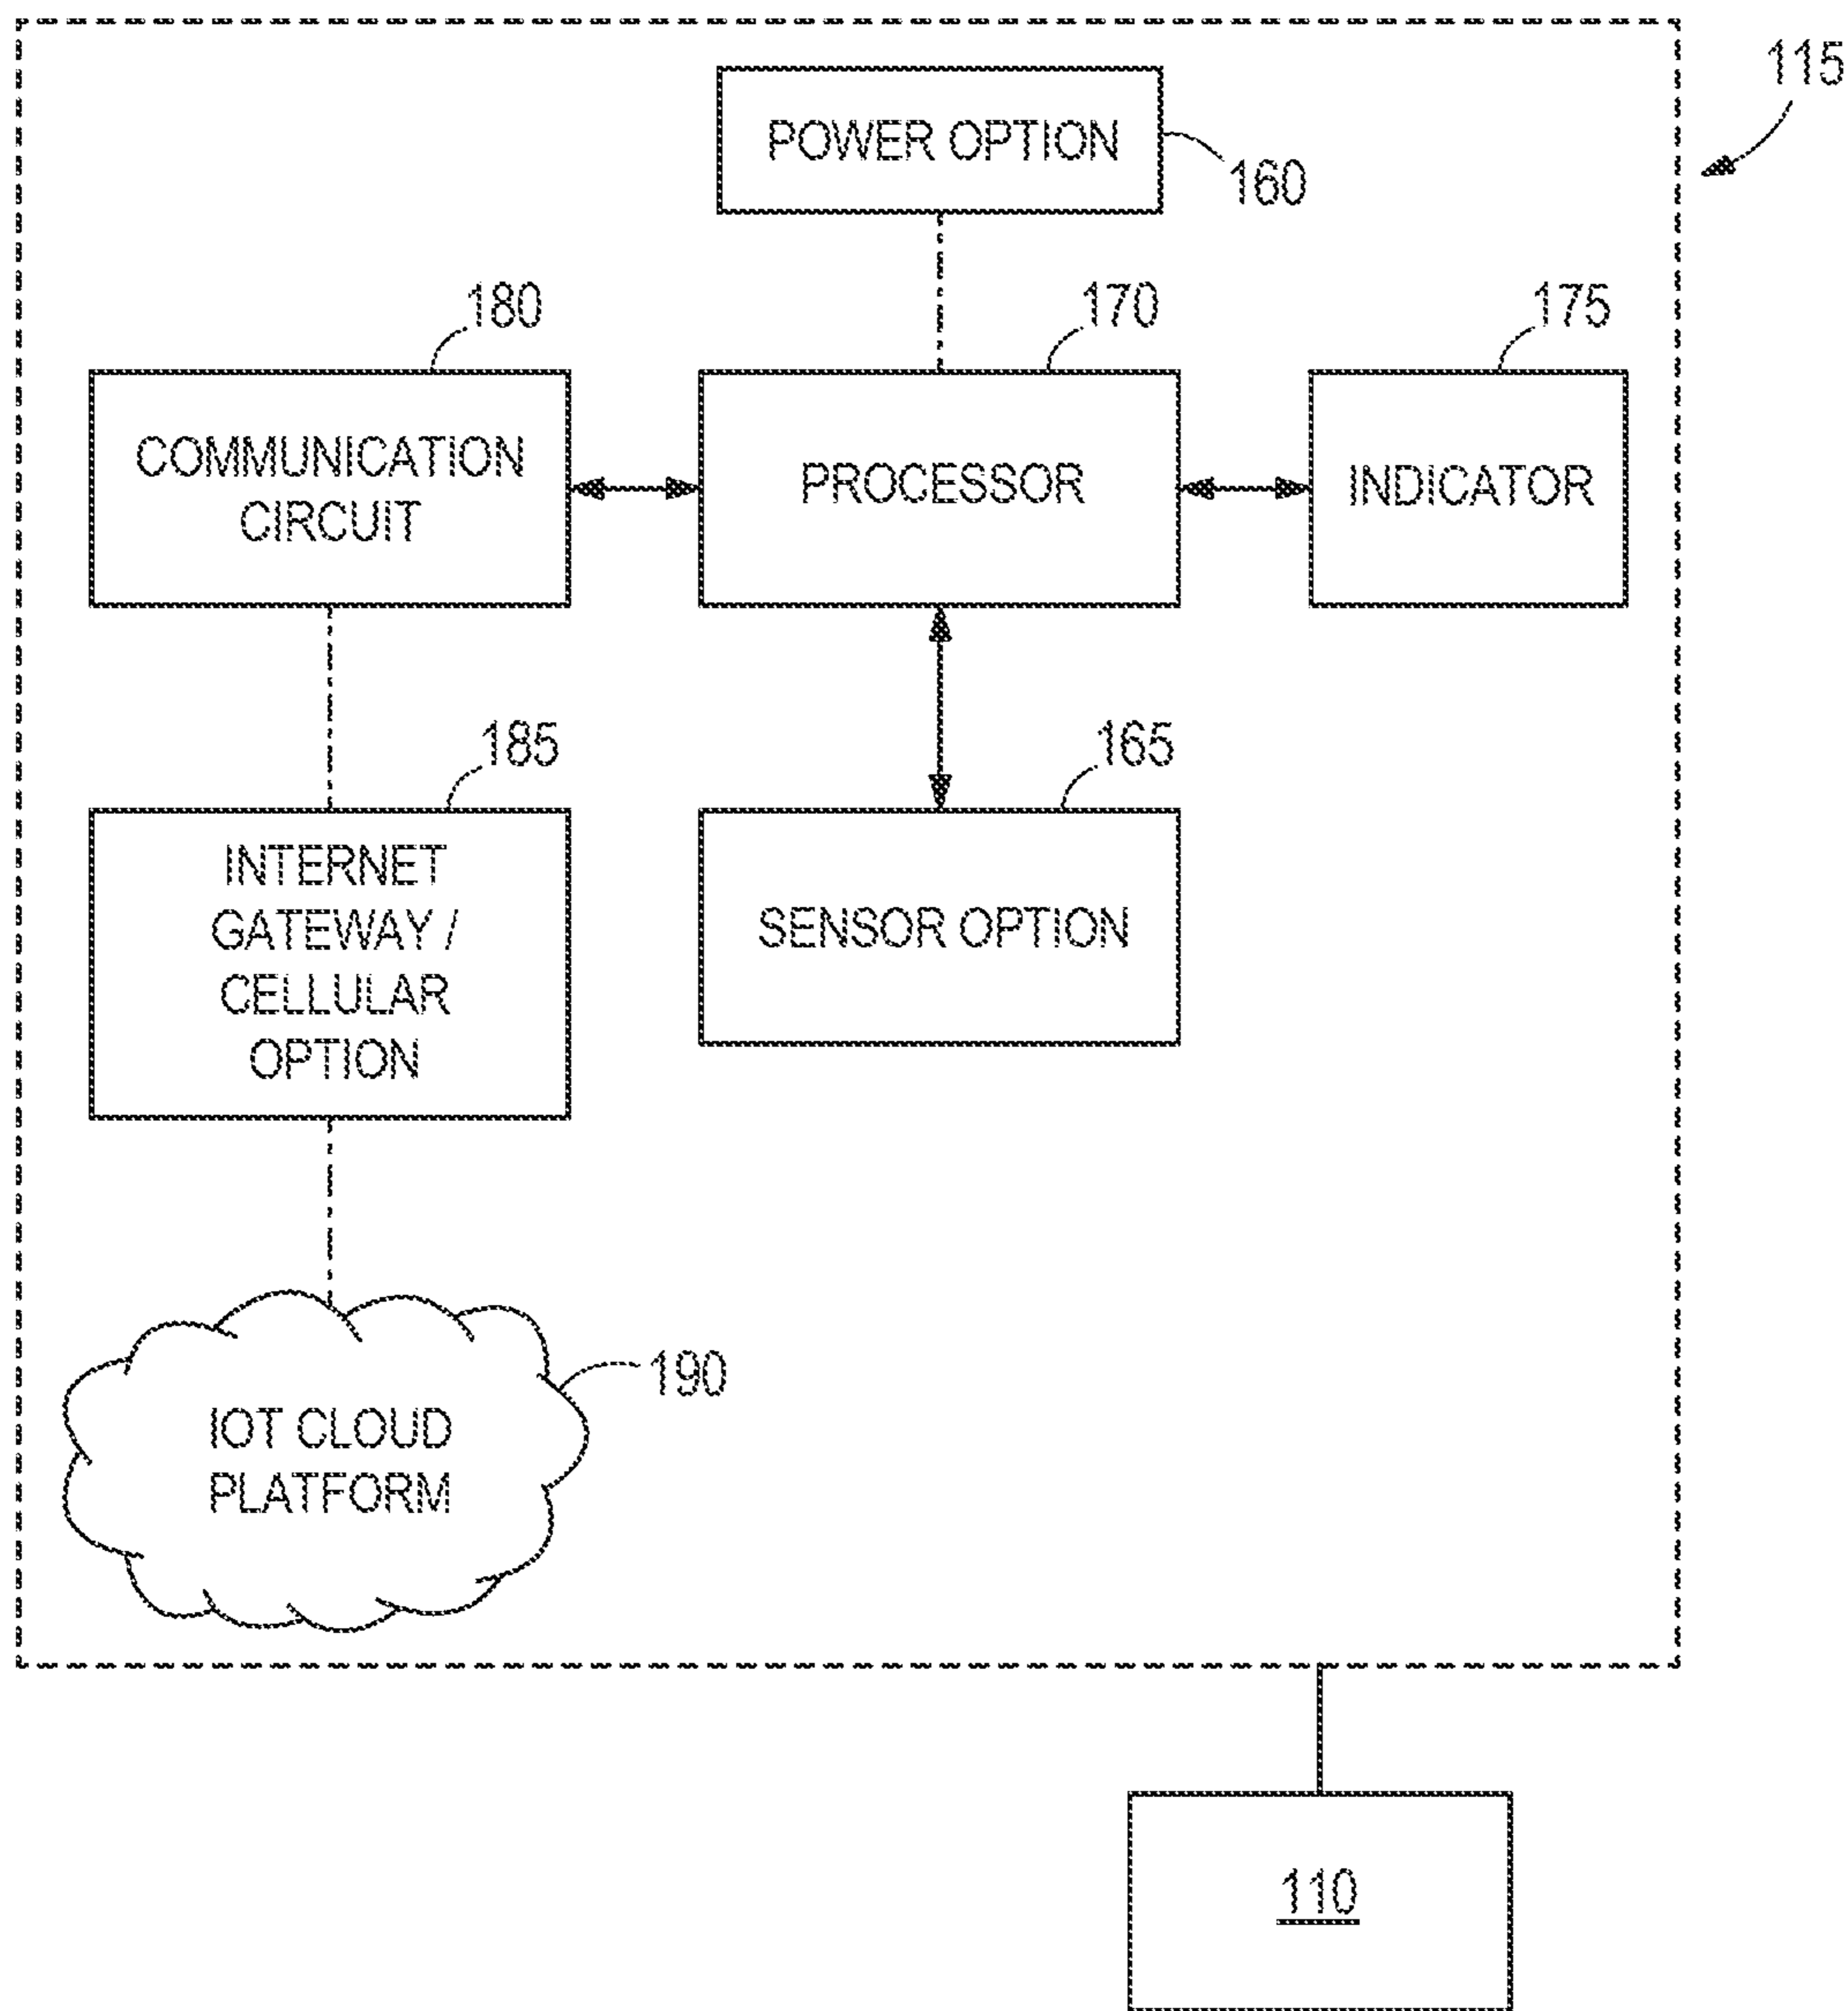 115
POWER OPTION
160
180
170
175
COMMUNICATION
CIRCUIT
PROCESSOR
INDICATOR
185
165
INTERNET
GATEWAY /
CELLULAR
OPTION
SENSOR OPTION
190
IOT CLOUD
PLATFORM
110